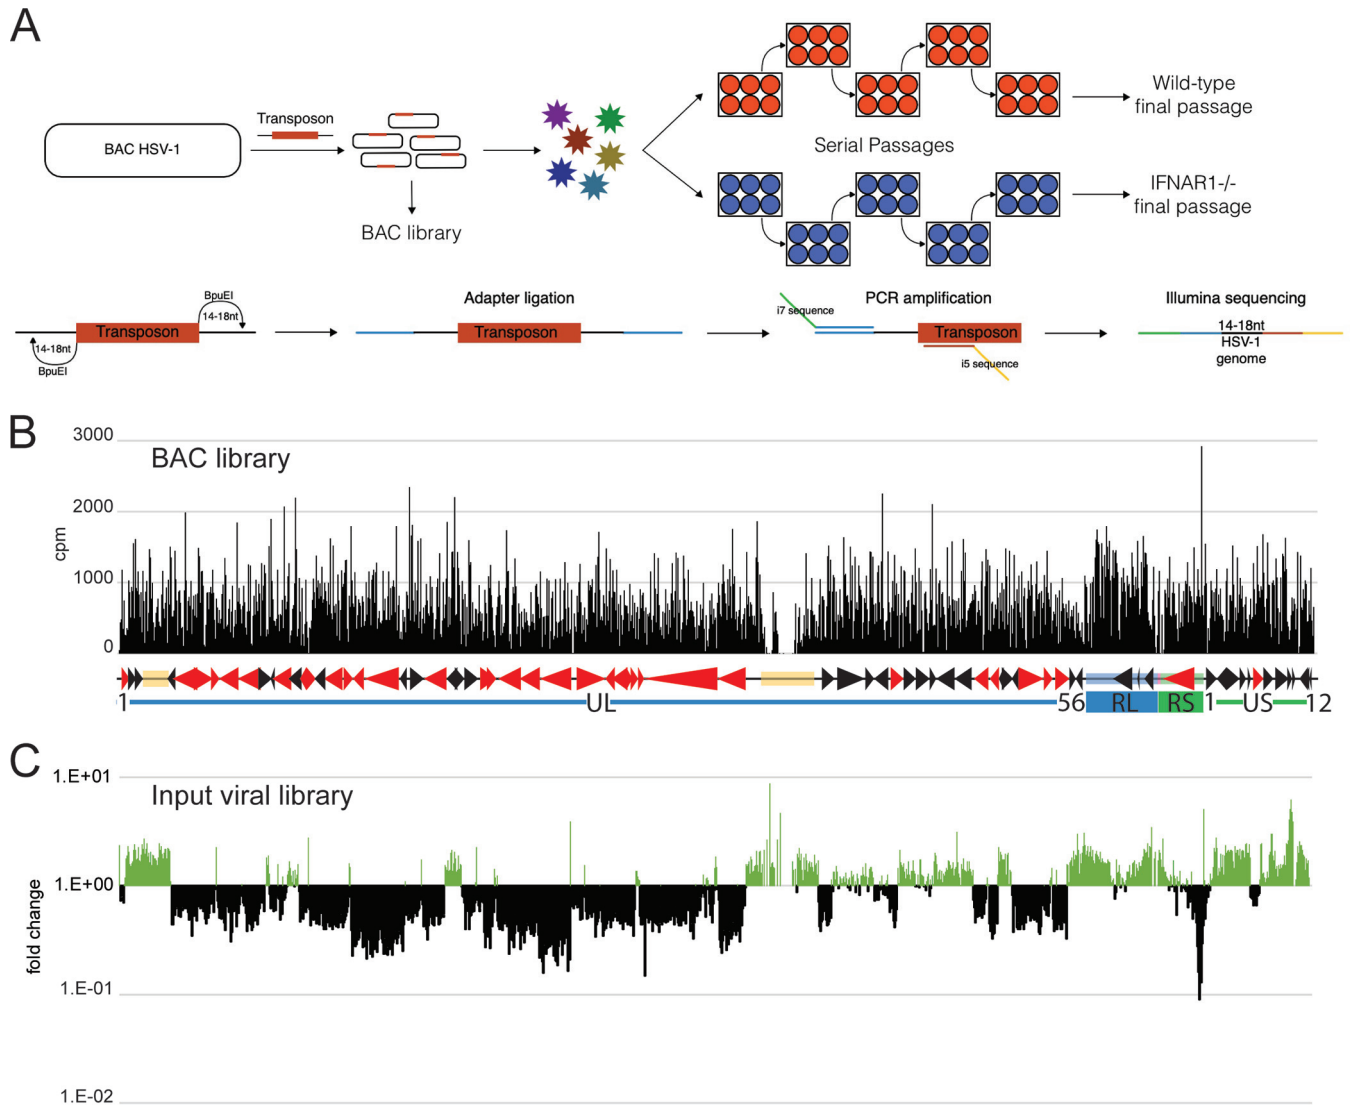 A
BAC HSV-1
Transposon
BAC library
Serial Passages
Wild-type
final passage
IFNAR1-/-
final passage
BpuEI
14-18nt
Transposon
14-18nt
BpuEI
Adapter ligation
Transposon
PCR amplification
i7 sequence
Transposon
i5 sequence
Illumina sequencing
14-18nt
HSV-1
genome
B
BAC library
cpm
3000
2000
1000
0
1 UL 56 RL RS 1 US 12
C
Input viral library
fold change
1.E+01
1.E+00
1.E-01
1.E-02